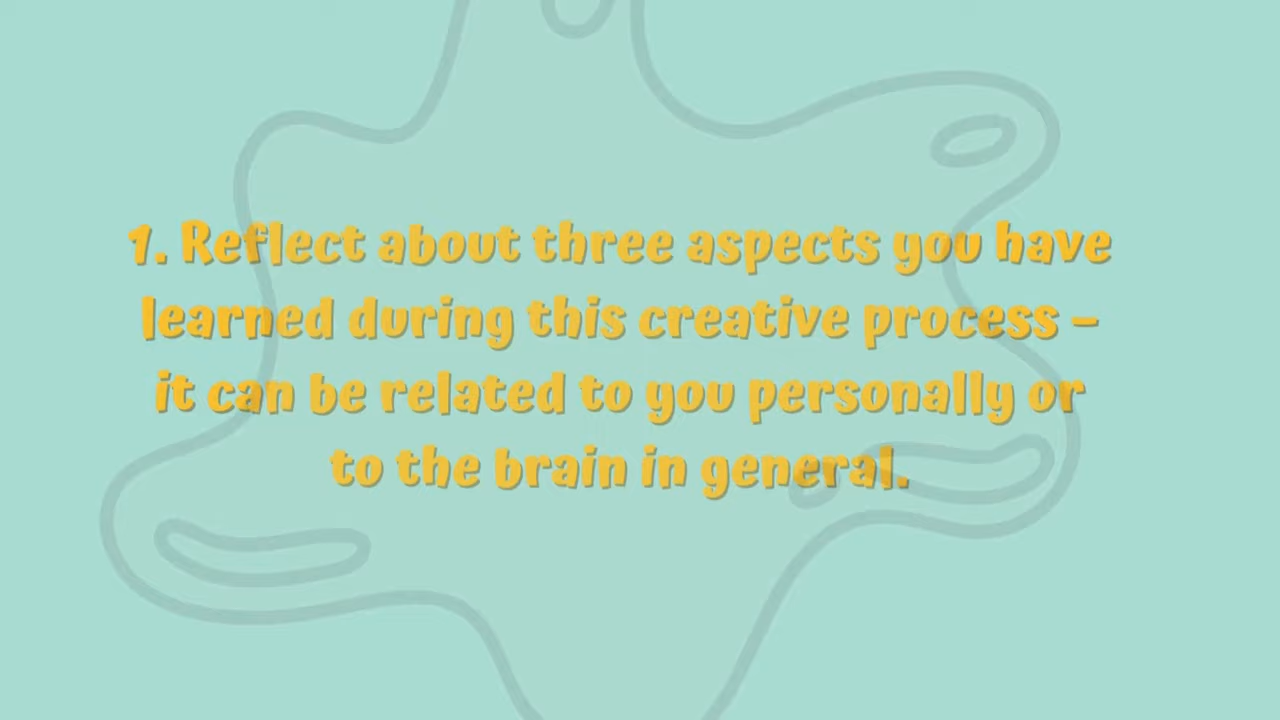 1. Reflect about three aspects you have
learned during this creative process –
it can be related to you personally or
to the brain in general.